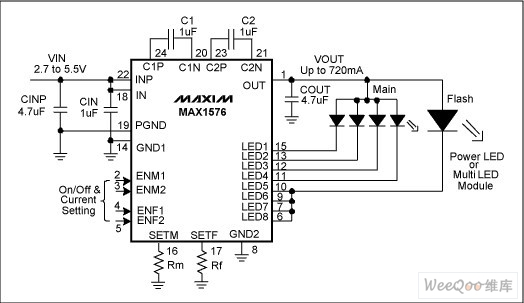 C1
1uF
C2
1uF
24
20
23
21
C1P
C1N
C2P
C2N
VIN
2.7 to 5.5V
22
INP
18
IN
CINP
4.7uF
CIN
1uF
19
PGND
14
GND1
MAXIM
MAX1576
OUT
1
VOUT
Up to 720mA
COUT
4.7uF
Main
Flash
Power LED
or
Multi LED
Module
LED1
15
LED2
13
LED3
12
LED4
11
LED5
10
LED6
9
LED7
7
LED8
6
On/Off &
Current
Setting
2
ENM1
3
ENM2
4
ENF1
5
ENF2
SETM
SETF
GND2
16
Rm
17
Rf
8
WeeQoo维库